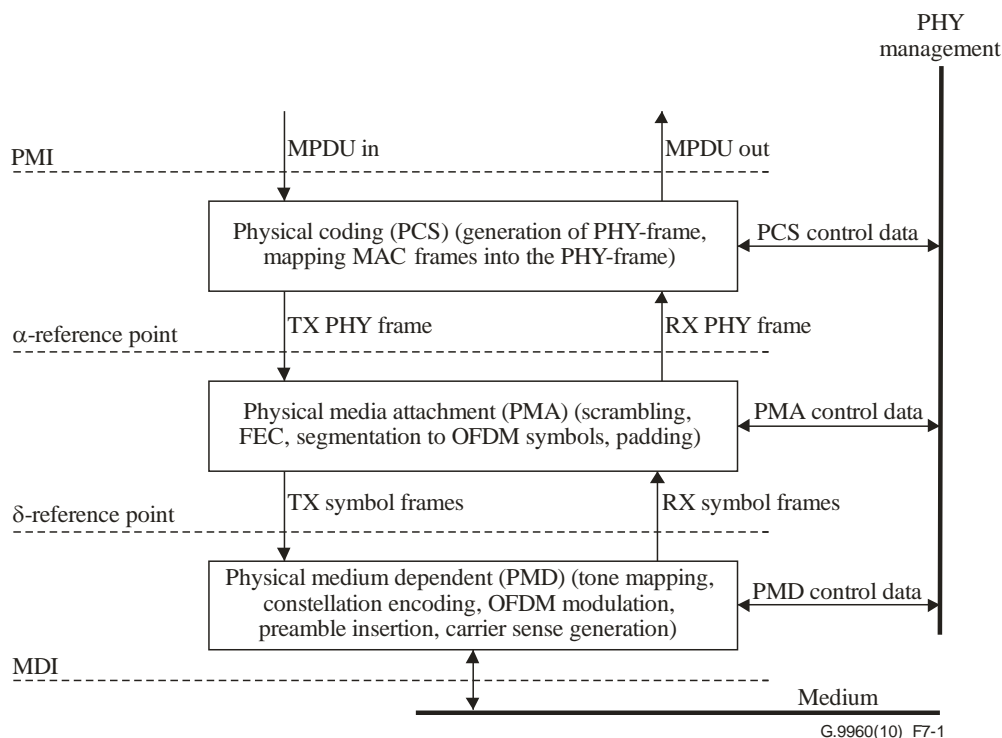 PHY
management
MPDU in
MPDU out
PMI
Physical coding (PCS) (generation of PHY-frame,
mapping MAC frames into the PHY-frame)
PCS control data
TX PHY frame
RX PHY frame
α-reference point
Physical media attachment (PMA) (scrambling,
FEC, segmentation to OFDM symbols, padding)
PMA control data
TX symbol frames
RX symbol frames
δ-reference point
Physical medium dependent (PMD) (tone mapping,
constellation encoding, OFDM modulation,
preamble insertion, carrier sense generation)
PMD control data
MDI
Medium
G.9960(10)_F7-1